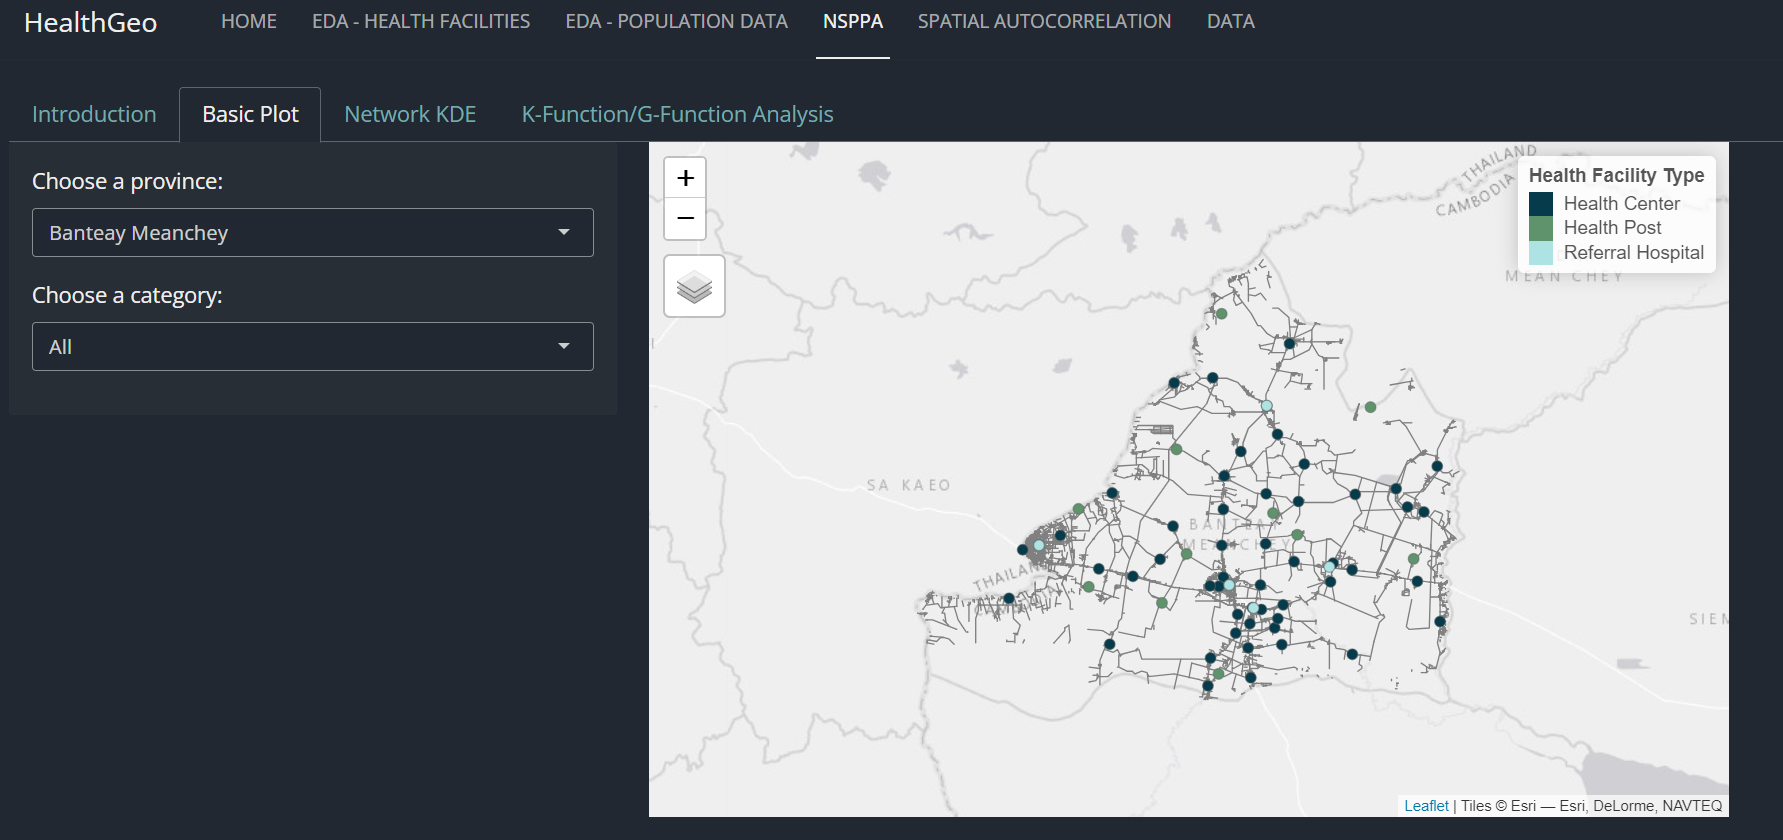 HealthGeo
HOME
EDA - HEALTH FACILITIES
EDA - POPULATION DATA
NSPPA
SPATIAL AUTOCORRELATION
DATA
Introduction
Basic Plot
Network KDE
K-Function/G-Function Analysis
Choose a province:
Banteay Meanchey
Choose a category:
All
+
−
THAILAND
CAMBODIA
Health Facility Type
Health Center
Health Post
Referral Hospital
MEAN CHEY
SA KAEO
BANTEAY
MEANCHEY
THAILAND
CAMBODIA
SIEM
Leaflet | Tiles © Esri — Esri, DeLorme, NAVTEQ